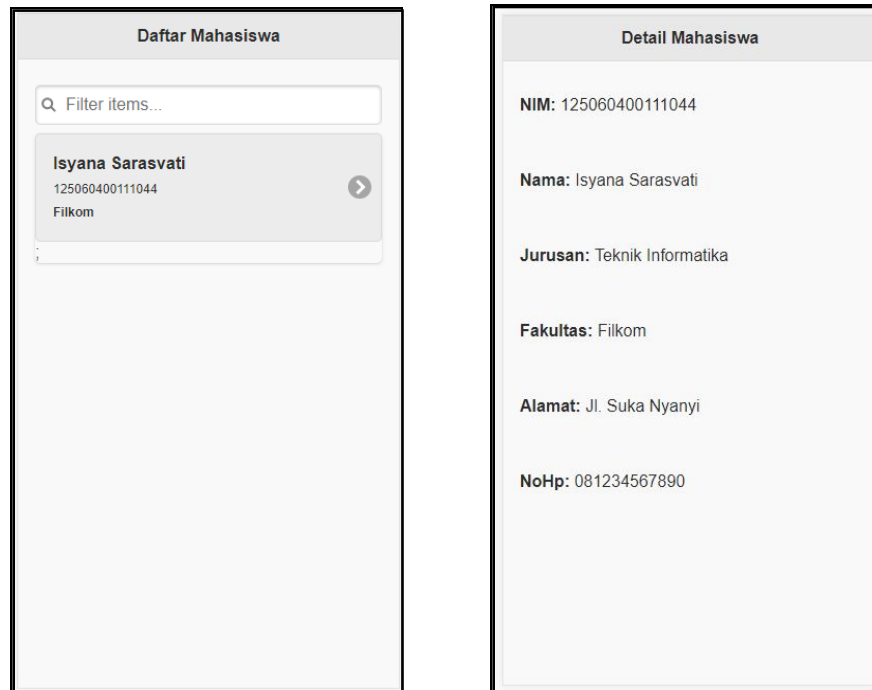 Daftar Mahasiswa
Filter items...
Isyana Sarasvati
125060400111044
Filkom
;
Detail Mahasiswa
NIM: 125060400111044
Nama: Isyana Sarasvati
Jurusan: Teknik Informatika
Fakultas: Filkom
Alamat: Jl. Suka Nyanyi
NoHp: 081234567890